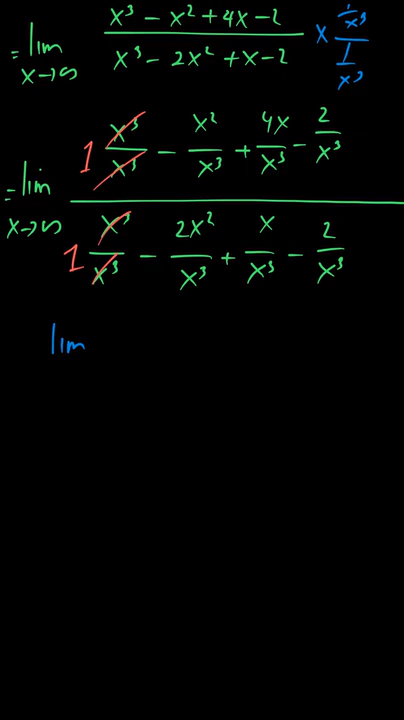 = lim x→∞ (x³ − x² + 4x − 2)/(x³ − 2x² + x − 2) × (1/x³)/(1/x³)
= lim x→∞ (1 x³/x³ − x²/x³ + 4x/x³ − 2/x³)/(1 x³/x³ − 2x²/x³ + x/x³ − 2/x³)
lim